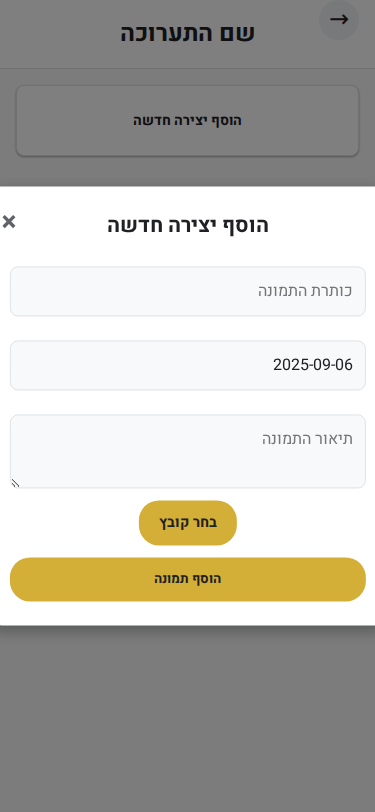 שם התערוכה
→
הוסף יצירה חדשה
הוסף יצירה חדשה
×
כותרת התמונה
2025-09-06
תיאור התמונה
בחר קובץ
הוסף תמונה